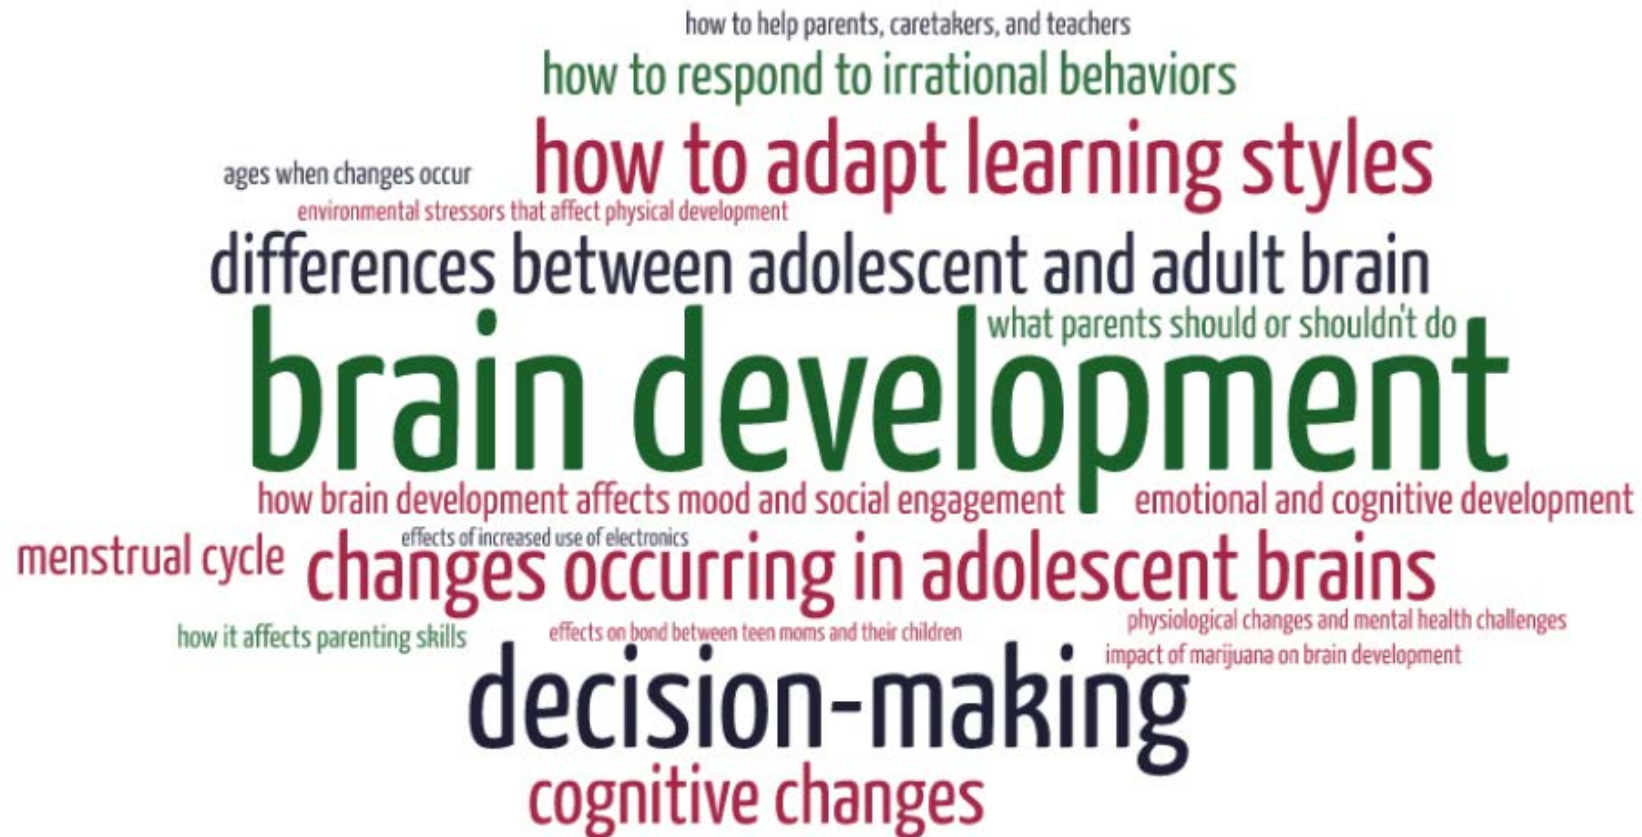 how to help parents, caretakers, and teachers
how to respond to irrational behaviors
how to adapt learning styles
ages when changes occur
environmental stressors that affect physical development
differences between adolescent and adult brain
what parents should or shouldn't do
brain development
how brain development affects mood and social engagement
emotional and cognitive development
effects of increased use of electronics
menstrual cycle
changes occurring in adolescent brains
physiological changes and mental health challenges
how it affects parenting skills
effects on bond between teen moms and their children
impact of marijuana on brain development
decision-making
cognitive changes